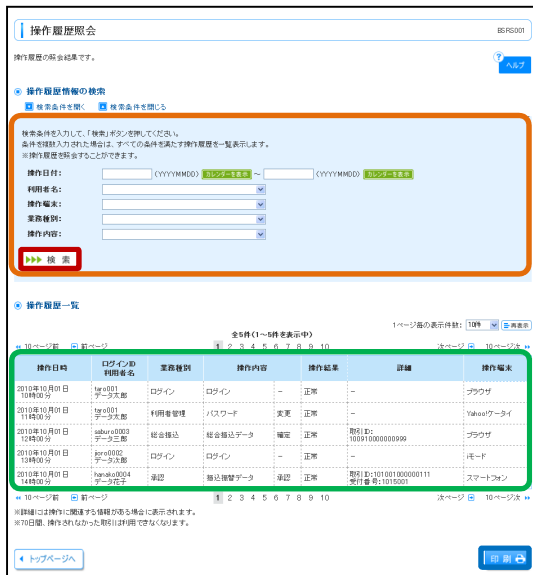 操作履歴照会
BSRS001
操作履歴の照会結果です。
? ヘルプ
操作履歴情報の検索
検索条件を開く 検索条件を閉じる
検索条件を入力して、「検索」ボタンを押してください。
条件を複数入力された場合は、すべての条件を満たす操作履歴を一覧表示します。
※操作履歴を照会することができます。
操作日付: (YYYYMMDD) カレンダーを表示 ～ (YYYYMMDD) カレンダーを表示
利用者名:
操作端末:
業務種別:
操作内容:
検 索
操作履歴一覧
1ページ毎の表示件数: 10件 再表示
全5件(1～5件を表示中)
10ページ前 前ページ 1 2 3 4 5 6 7 8 9 10 次ページ 10ページ次
操作日時 ログインID 利用者名 業務種別 操作内容 操作結果 詳細 操作端末
2010年10月01日 10時00分 taro001 データ太郎 ログイン ログイン － 正常 － ブラウザ
2010年10月01日 11時00分 taro001 データ太郎 利用者管理 パスワード 変更 正常 － Yahoo!ケータイ
2010年10月01日 12時00分 saburo0003 データ三郎 総合振込 総合振込データ 確定 正常 取引ID: 100910000000999 ブラウザ
2010年10月01日 13時00分 jioro0002 データ次郎 ログイン ログイン － 正常 － iモード
2010年10月01日 14時00分 hanako0004 データ花子 承認 振込振替データ 承認 正常 取引ID:101001000000111 受付番号:1015001 スマートフォン
10ページ前 前ページ 1 2 3 4 5 6 7 8 9 10 次ページ 10ページ次
※詳細には操作に関連する情報がある場合に表示されます。
※70日間、操作されなかった取引は利用できなくなります。
トップページへ
印 刷